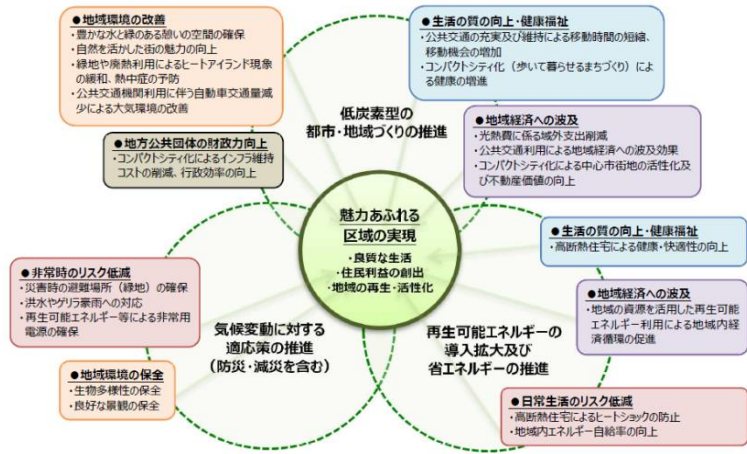 ●地域環境の改善
・豊かな水と緑のある憩いの空間の確保
・自然を活かした街の魅力の向上
・緑地や廃熱利用によるヒートアイランド現象
の緩和、熱中症の予防
・公共交通機関利用に伴う自動車交通量減
少による大気環境の改善
●地方公共団体の財政力向上
・コンパクトシティ化によるインフラ維持
コストの削減、行政効率の向上
低炭素型の
都市・地域づくりの推進
●生活の質の向上・健康福祉
・公共交通の充実及び維持による移動時間の短縮、
移動機会の増加
・コンパクトシティ化（歩いて暮らせるまちづくり）によ
る健康の増進
●地域経済への波及
・光熱費に係る域外支出削減
・公共交通利用による地域経済への波及効果
・コンパクトシティ化による中心市街地の活性化及
び不動産価値の向上
魅力あふれる
区域の実現
・良質な生活
・住民利益の創出
・地域の再生・活性化
●非常時のリスク低減
・災害時の避難場所（緑地）の確保
・洪水やゲリラ豪雨への対応
・再生可能エネルギー等による非常用
電源の確保
●地域環境の保全
・生物多様性の保全
・良好な景観の保全
気候変動に対する
適応策の推進
（防災・減災を含む）
再生可能エネルギーの
導入拡大及び
省エネルギーの推進
●生活の質の向上・健康福祉
・高断熱住宅による健康・快適性の向上
●地域経済への波及
・地域の資源を活用した再生可能
エネルギー利用による地域内経
済循環の促進
●日常生活のリスク低減
・高断熱住宅によるヒートショックの防止
・地域内エネルギー自給率の向上